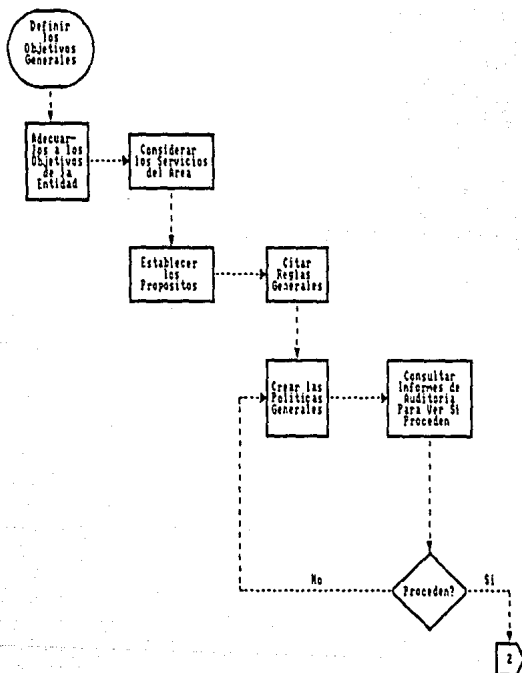 Definir
los
Objetivos
Generales
Adecuar-
los a los
Objetivos
de la
Entidad
Considerar
los Servicios
del Area
Establecer
los
Propositos
Citar
Reglas
Generales
Crear las
Politicas
Generales
Consultar
Informes de
Auditoria
Para Ver Si
Proceden
Proceden?
No
Si
2